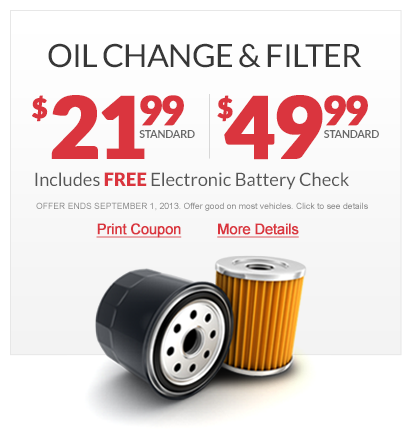 OIL CHANGE & FILTER
$21.99 STANDARD $49.99 STANDARD
Includes FREE Electronic Battery Check
OFFER ENDS SEPTEMBER 1, 2013. Offer good on most vehicles. Click to see details
Print Coupon More Details